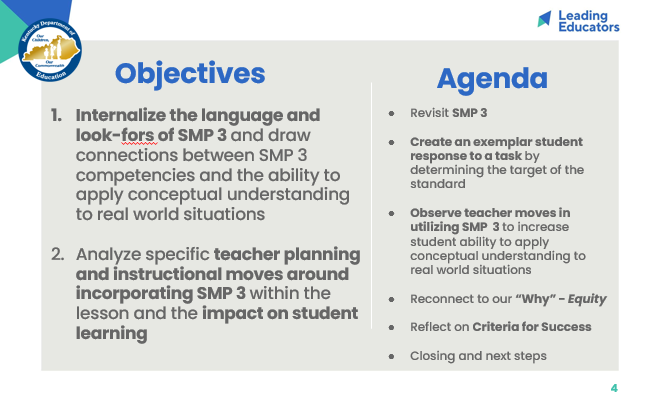 Kentucky Department of
Our
Children,
Our
Commonwealth
Education
Leading
Educators
Objectives
1. Internalize the language and
look-fors of SMP 3 and draw
connections between SMP 3
competencies and the ability to
apply conceptual understanding
to real world situations
2. Analyze specific teacher planning
and instructional moves around
incorporating SMP 3 within the
lesson and the impact on student
learning
Agenda
● Revisit SMP 3
● Create an exemplar student
response to a task by
determining the target of the
standard
● Observe teacher moves in
utilizing SMP 3 to increase
student ability to apply
conceptual understanding to
real world situations
● Reconnect to our “Why” - Equity
● Reflect on Criteria for Success
● Closing and next steps
4